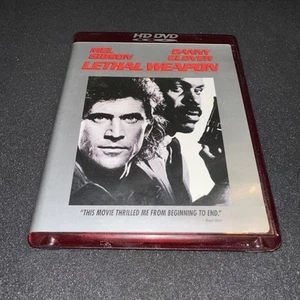 HD DVD
MEL GIBSON
DANNY GLOVER
LETHAL WEAPON
"THIS MOVIE THRILLED ME FROM BEGINNING TO END."